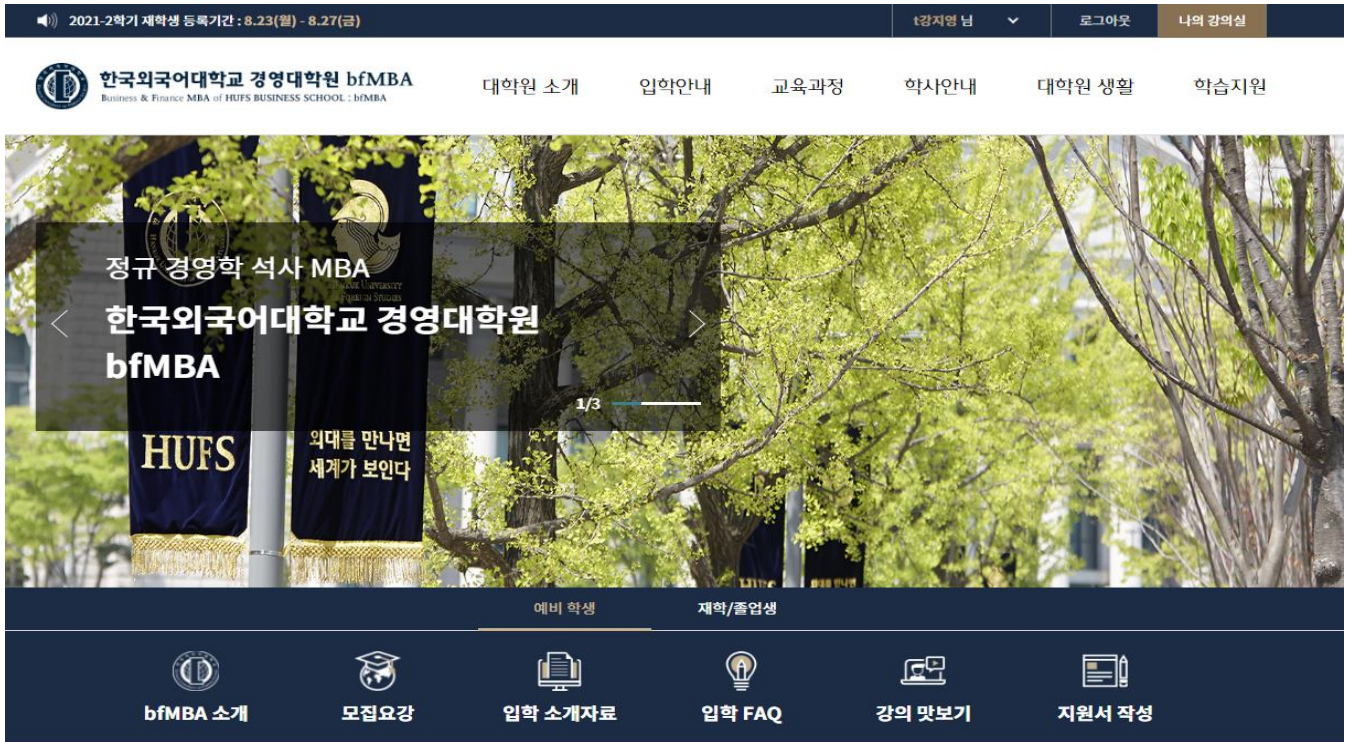 2021-2학기 재학생 등록기간 : 8.23(월) - 8.27(금)
t강지영 님
로그아웃
나의 강의실
한국외국어대학교 경영대학원 bfMBA
Business & Finance MBA of HUFS BUSINESS SCHOOL : bfMBA
대학원 소개
입학안내
교육과정
학사안내
대학원 생활
학습지원
정규 경영학 석사 MBA
한국외국어대학교 경영대학원
bfMBA
1/3
HUFS
외대를 만나면
세계가 보인다
예비 학생
재학/졸업생
bfMBA 소개
모집요강
입학 소개자료
입학 FAQ
강의 맛보기
지원서 작성